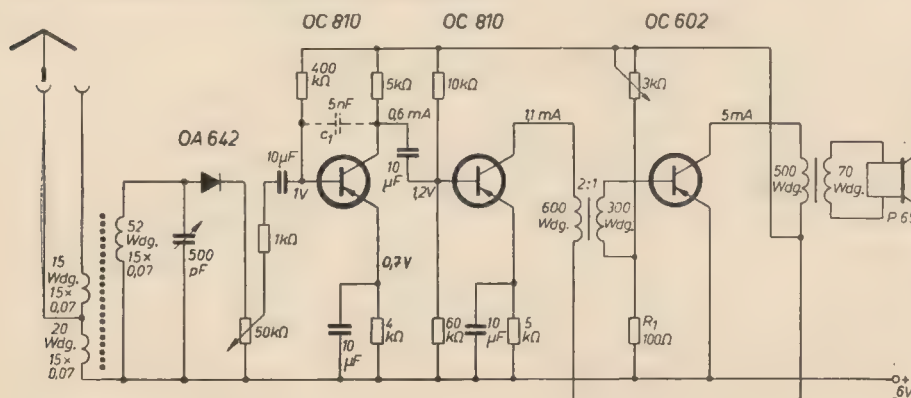 OC 810
OC 810
OC 602
400
kΩ
5kΩ
10kΩ
3kΩ
5nF
C1
0,6 mA
1,1 mA
5mA
OA 642
10µF
10
µF
1V
1,2V
2:1
600
Wdg.
300
Wdg.
500
Wdg.
70
Wdg.
52
Wdg.
15×
0,07
500
pF
1kΩ
0,7V
15
Wdg.
15×
0,07
20
Wdg.
15×
0,07
50kΩ
10
µF
4
kΩ
60
kΩ
10
µF
5
kΩ
R1
100Ω
+
6V